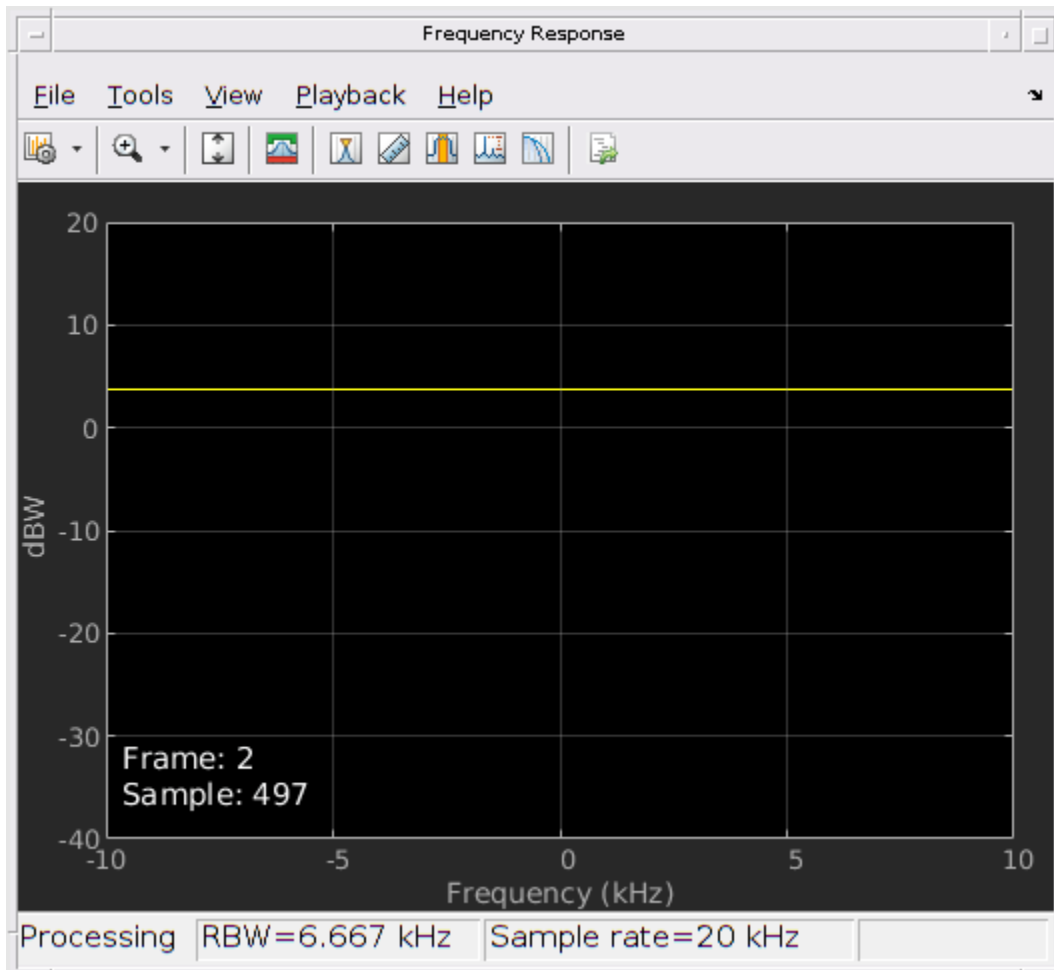 Frequency Response
File Tools View Playback Help
20
10
0
-10
-20
-30
-40
dBW
Frame: 2
Sample: 497
-10 -5 0 5 10
Frequency (kHz)
Processing RBW=6.667 kHz Sample rate=20 kHz